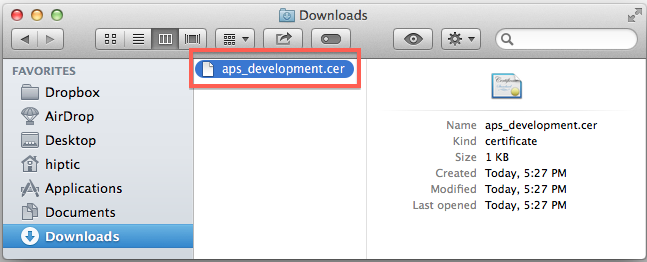 Downloads
FAVORITES
Dropbox
AirDrop
Desktop
hiptic
Applications
Documents
Downloads
aps_development.cer
Certificate
Name aps_development.cer
Kind certificate
Size 1 KB
Created Today, 5:27 PM
Modified Today, 5:27 PM
Last opened Today, 5:27 PM